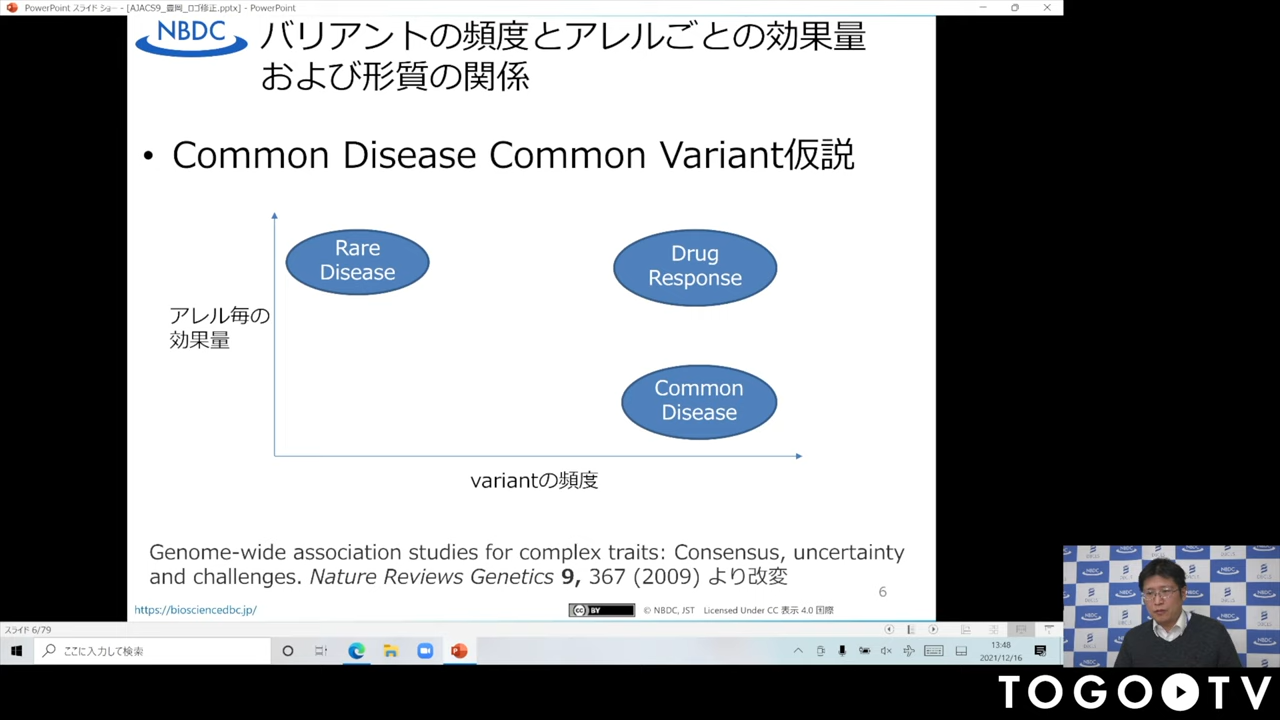 PowerPoint スライド ショー - [AJACS9_豊岡_ロゴ修正.pptx] - PowerPoint
NBDC
バリアントの頻度とアレルごとの効果量
および形質の関係
• Common Disease Common Variant仮説
Rare
Disease
Drug
Response
アレル毎の
効果量
Common
Disease
variantの頻度
Genome-wide association studies for complex traits: Consensus, uncertainty
and challenges. Nature Reviews Genetics 9, 367 (2009) より改変
6
https://biosciencedbc.jp/
CC BY
© NBDC, JST Licensed Under CC 表示 4.0 国際
スライド 6/79
ここに入力して検索
13:48
2021/12/16
NBDC
TOGO TV